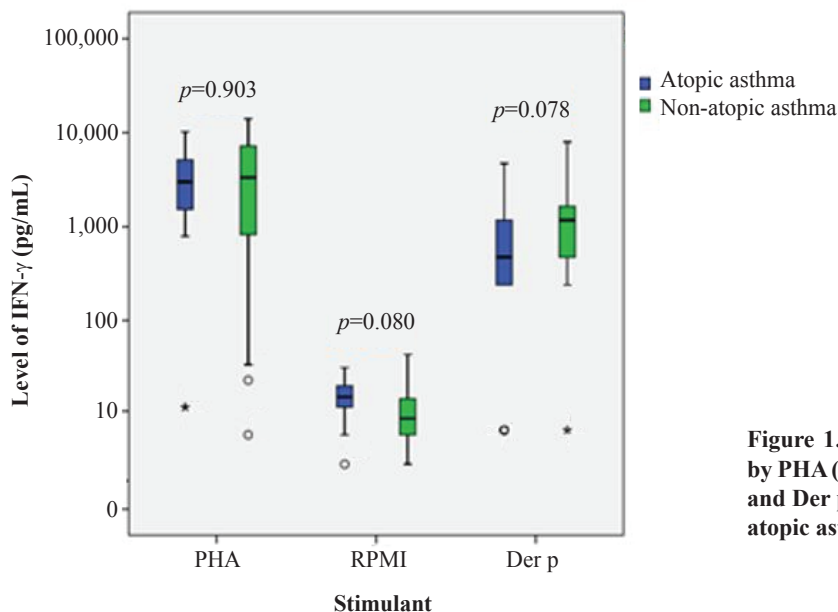 100,000
10,000
1,000
100
10
0
Level of IFN-γ (pg/mL)
p=0.903
p=0.080
p=0.078
Atopic asthma
Non-atopic asthma
PHA
RPMI
Der p
Stimulant
Figure 1.
by PHA (
and Der p
atopic as